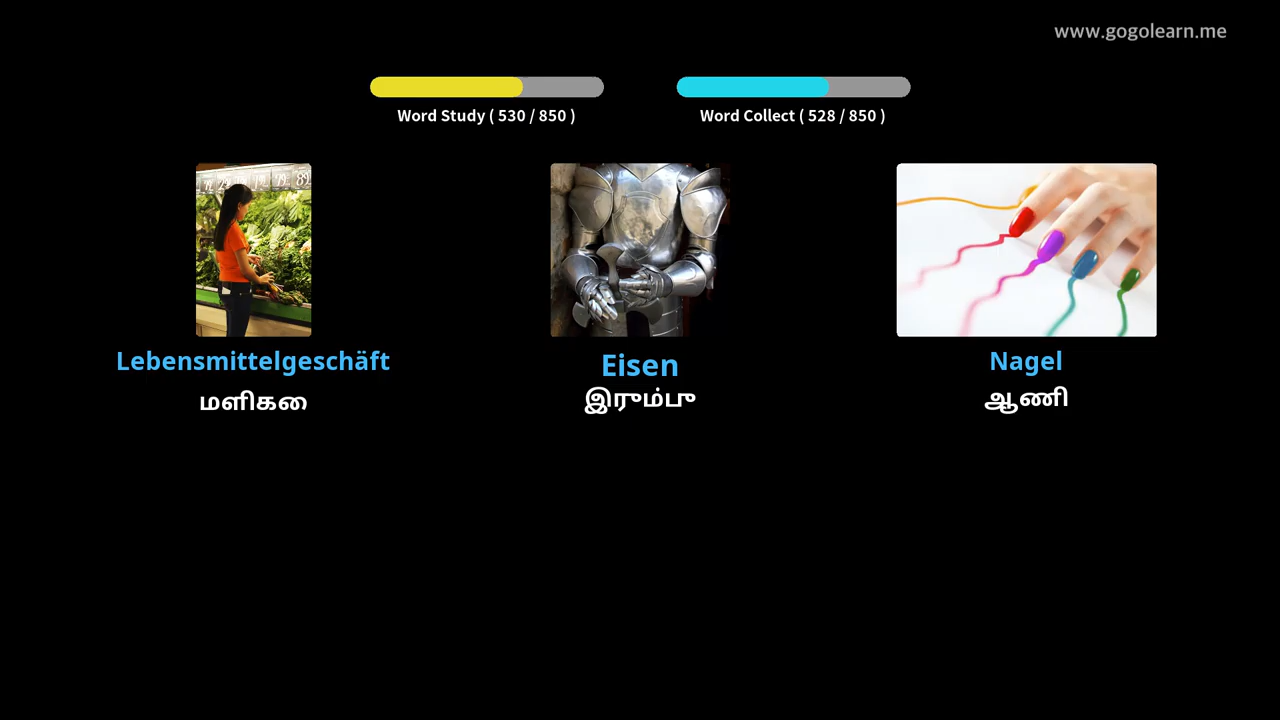 www.gogolearn.me
Word Study ( 530 / 850 )
Word Collect ( 528 / 850 )
Lebensmittelgeschäft
Eisen
Nagel
மளிகை
இரும்பு
ஆணி